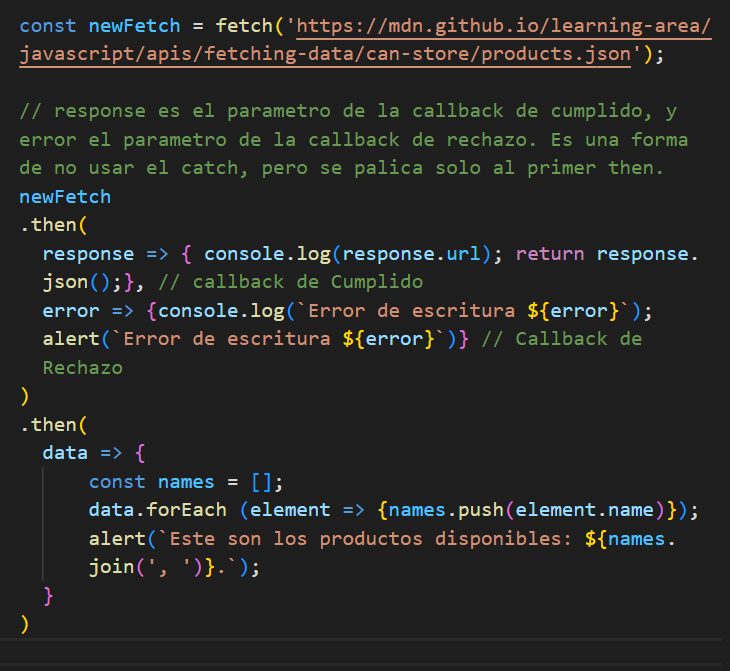 const newFetch = fetch('https://mdn.github.io/learning-area/
javascript/apis/fetching-data/can-store/products.json');
// response es el parametro de la callback de cumplido, y
error el parametro de la callback de rechazo. Es una forma
de no usar el catch, pero se palica solo al primer then.
newFetch
.then(
response => { console.log(response.url); return response.
json();}, // callback de Cumplido
error => {console.log(`Error de escritura ${error}`);
alert(`Error de escritura ${error}`)} // Callback de
Rechazo
)
.then(
data => {
const names = [];
data.forEach (element => {names.push(element.name)});
alert(`Este son los productos disponibles: ${names.
join(', ')}.`);
}
)